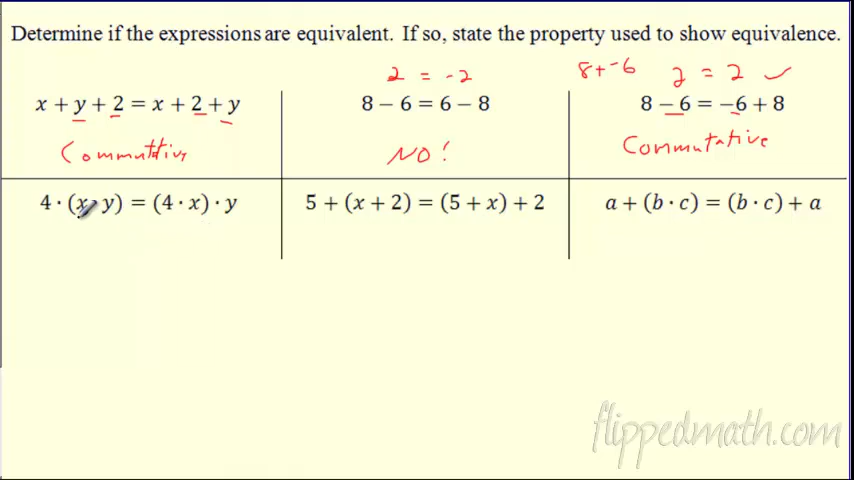 Determine if the expressions are equivalent. If so, state the property used to show equivalence.
2 = -2
8+-6 2 = 2 ✓
x + y + 2 = x + 2 + y
8 − 6 = 6 − 8
8 − 6 = −6 + 8
Commutative
NO!
Commutative
4 · (x · y) = (4 · x) · y
5 + (x + 2) = (5 + x) + 2
a + (b · c) = (b · c) + a
flippedmath.com